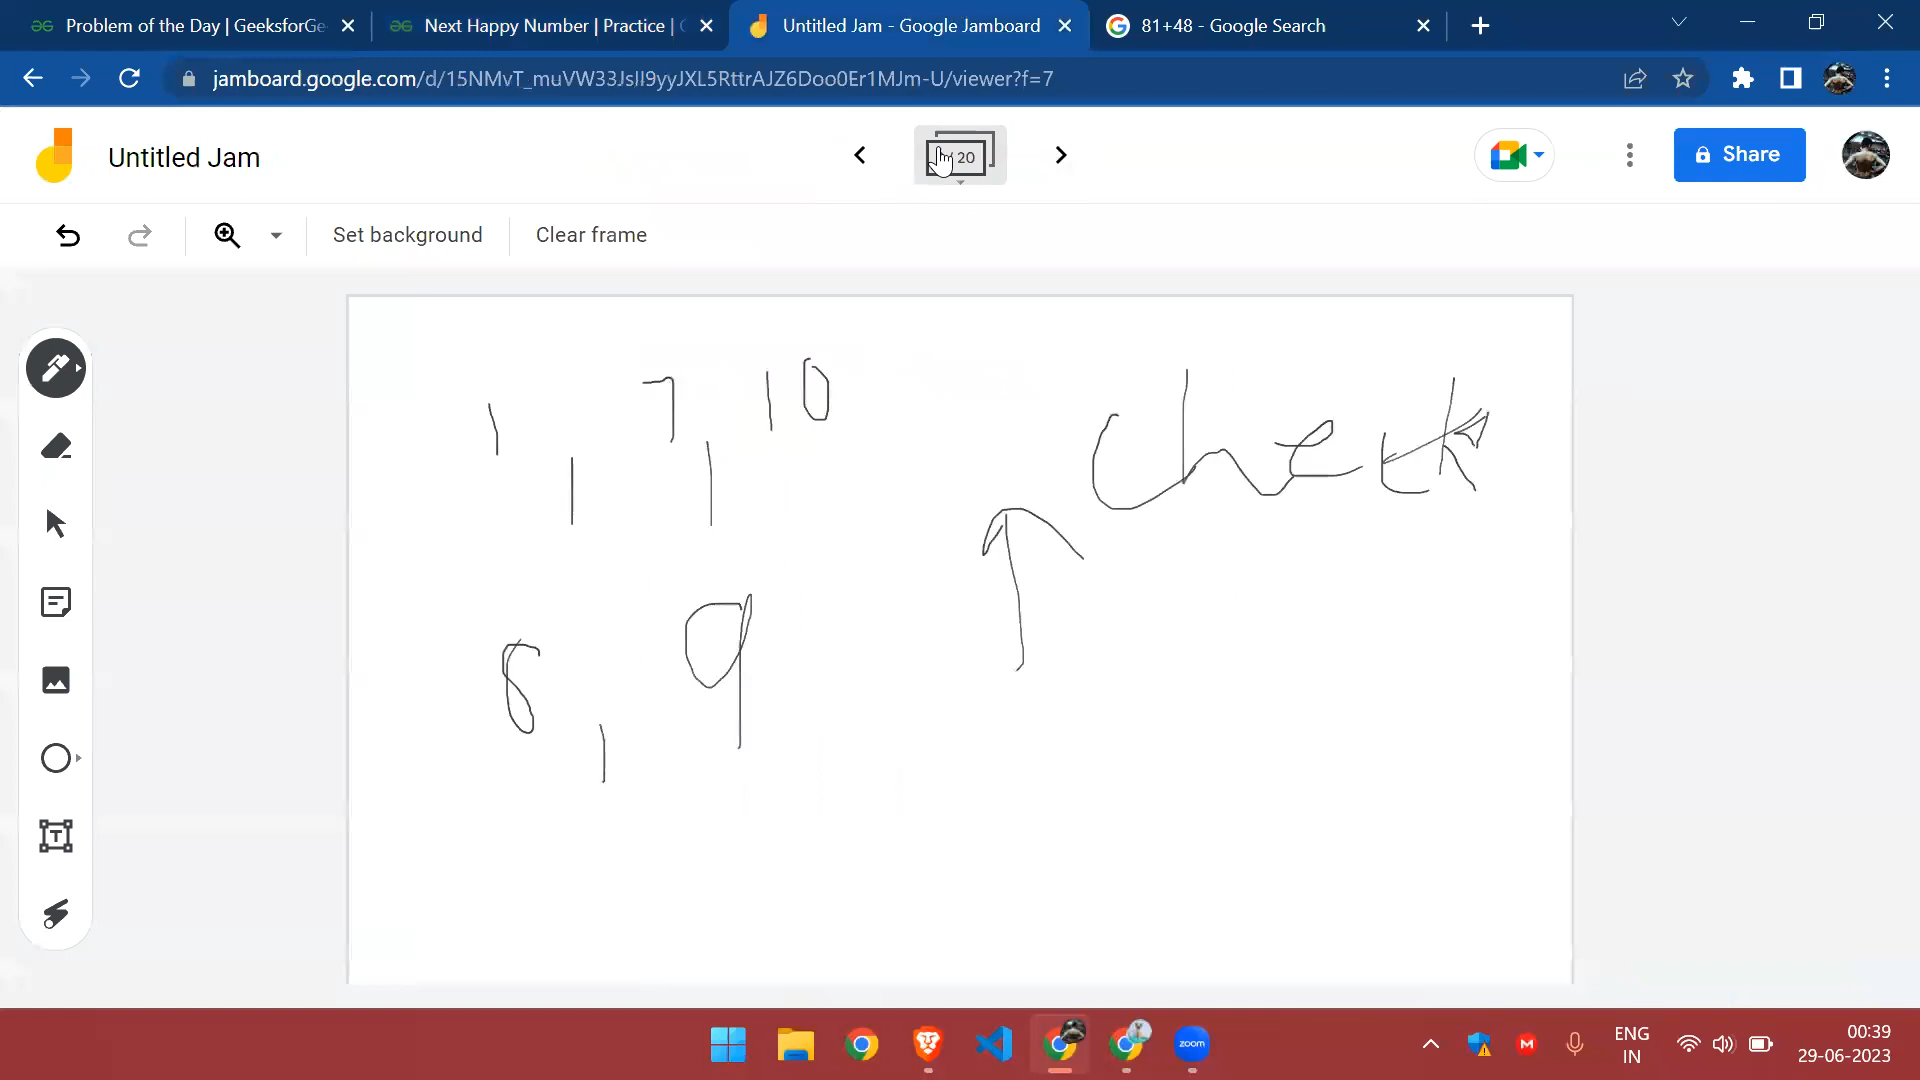 Problem of the Day | GeeksforGe
Next Happy Number | Practice |
Untitled Jam - Google Jamboard
81+48 - Google Search
jamboard.google.com/d/15NMvT_muVW33JsII9yyJXL5RttrAJZ6Doo0Er1MJm-U/viewer?f=7
Untitled Jam
20
Share
Set background
Clear frame
1, 7, 10
Check
8, 9
T
zoom
M
ENG
IN
00:39
29-06-2023